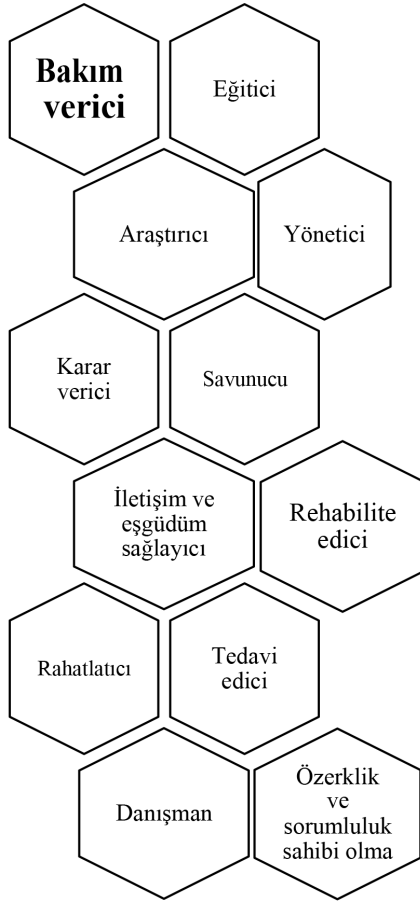 Bakım
verici
Eğitici
Araştırıcı
Yönetici
Karar
verici
Savunucu
İletişim ve
eşgüdüm
sağlayıcı
Rehabilite
edici
Rahatlatıcı
Tedavi
edici
Danışman
Özerklik
ve
sorumluluk
sahibi olma